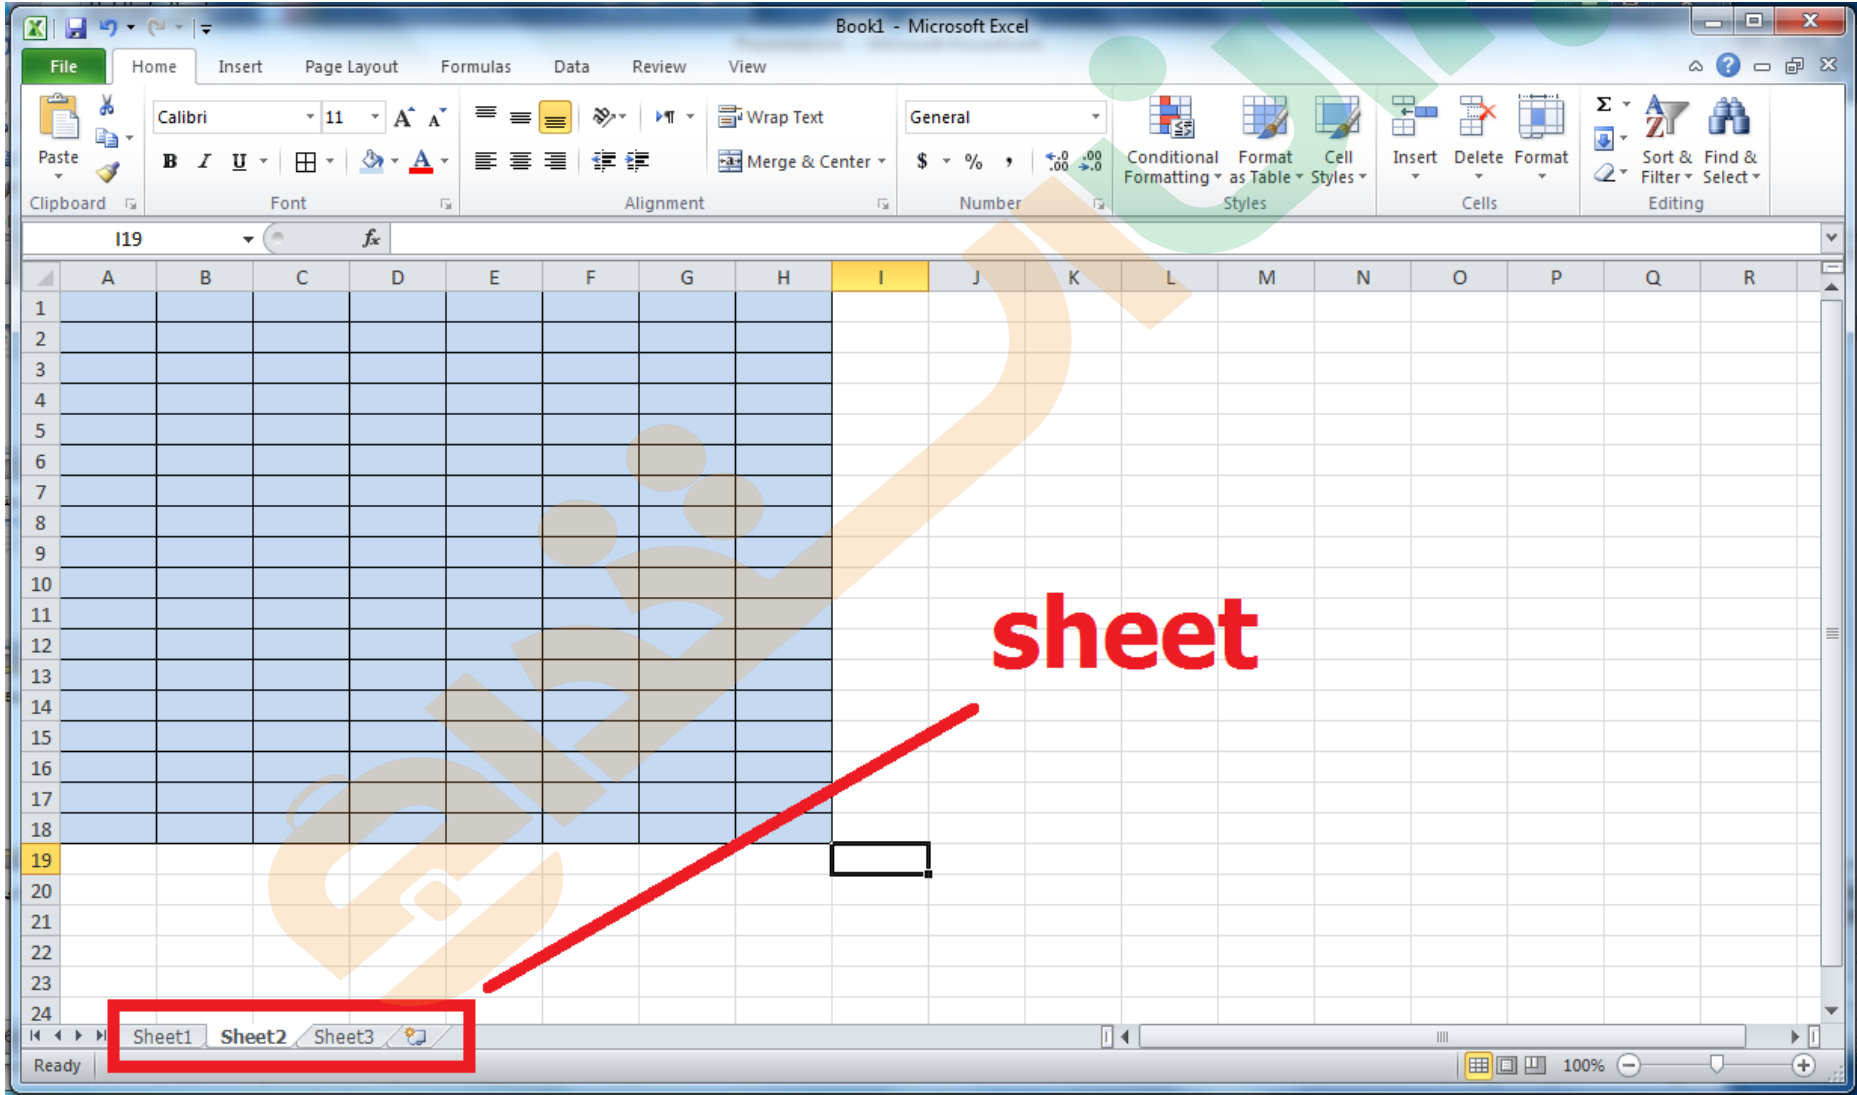 Book1 - Microsoft Excel
File Home Insert Page Layout Formulas Data Review View
Calibri 11 Wrap Text General
Paste B I U Merge & Center $ % , Conditional Formatting Format as Table Cell Styles Insert Delete Format Σ Sort & Filter Find & Select
Clipboard Font Alignment Number Styles Cells Editing
I19 fx
A B C D E F G H I J K L M N O P Q R
1
2
3
4
5
6
7
8
9
10
11
sheet
12
13
14
15
16
17
18
19
20
21
22
23
24
Sheet1 Sheet2 Sheet3
Ready 100%